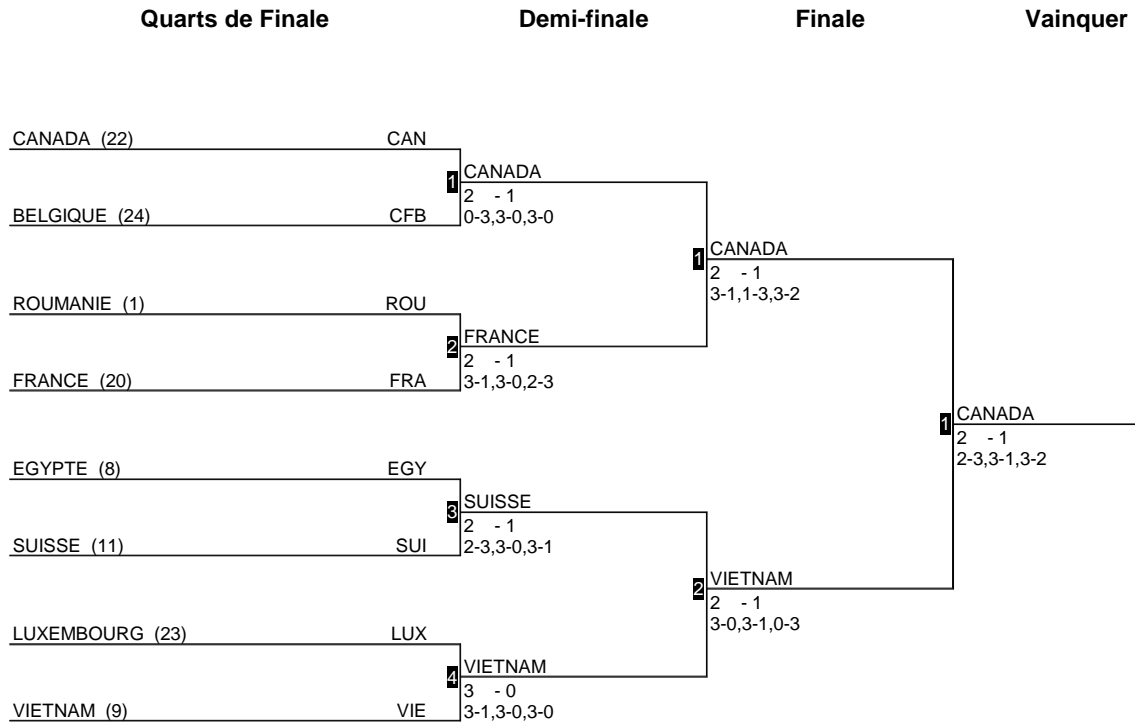 Quarts de Finale Demi-finale Finale Vainquer
CANADA (22) CAN
1 CANADA
2 - 1
BELGIQUE (24) CFB 0-3,3-0,3-0
1 CANADA
2 - 1
3-1,1-3,3-2
ROUMANIE (1) ROU
2 FRANCE
2 - 1
FRANCE (20) FRA 3-1,3-0,2-3
1 CANADA
2 - 1
2-3,3-1,3-2
EGYPTE (8) EGY
3 SUISSE
2 - 1
SUISSE (11) SUI 2-3,3-0,3-1
2 VIETNAM
2 - 1
3-0,3-1,0-3
LUXEMBOURG (23) LUX
4 VIETNAM
3 - 0
VIETNAM (9) VIE 3-1,3-0,3-0